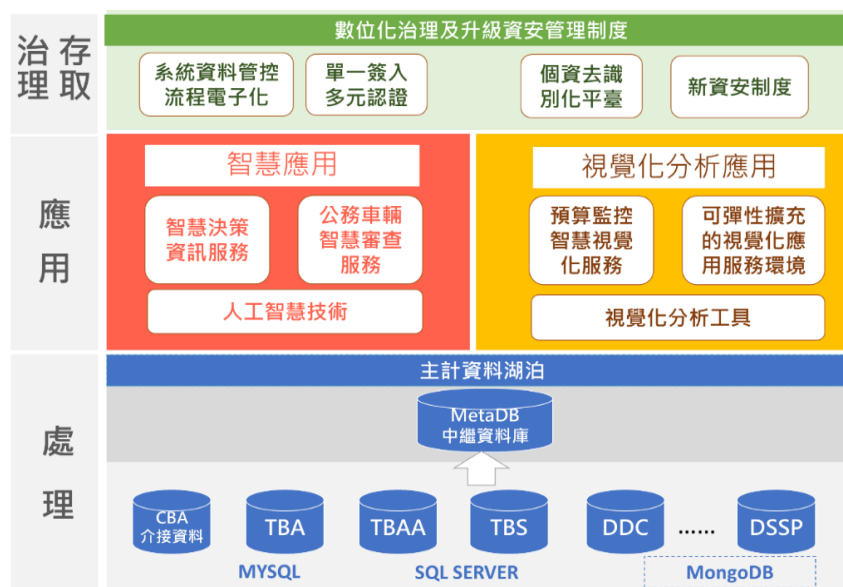 治理
存取
數位化治理及升級資安管理制度
系統資料管控
流程電子化
單一簽入
多元認證
個資去識
別化平臺
新資安制度
應用
智慧應用
智慧決策
資訊服務
公務車輛
智慧審查
服務
人工智慧技術
視覺化分析應用
預算監控
智慧視覺
化服務
可彈性擴充
的視覺化應
用服務環境
視覺化分析工具
處理
主計資料湖泊
MetaDB
中繼資料庫
CBA
介接資料
TBA
TBAA
TBS
DDC
......
DSSP
MYSQL
SQL SERVER
MongoDB